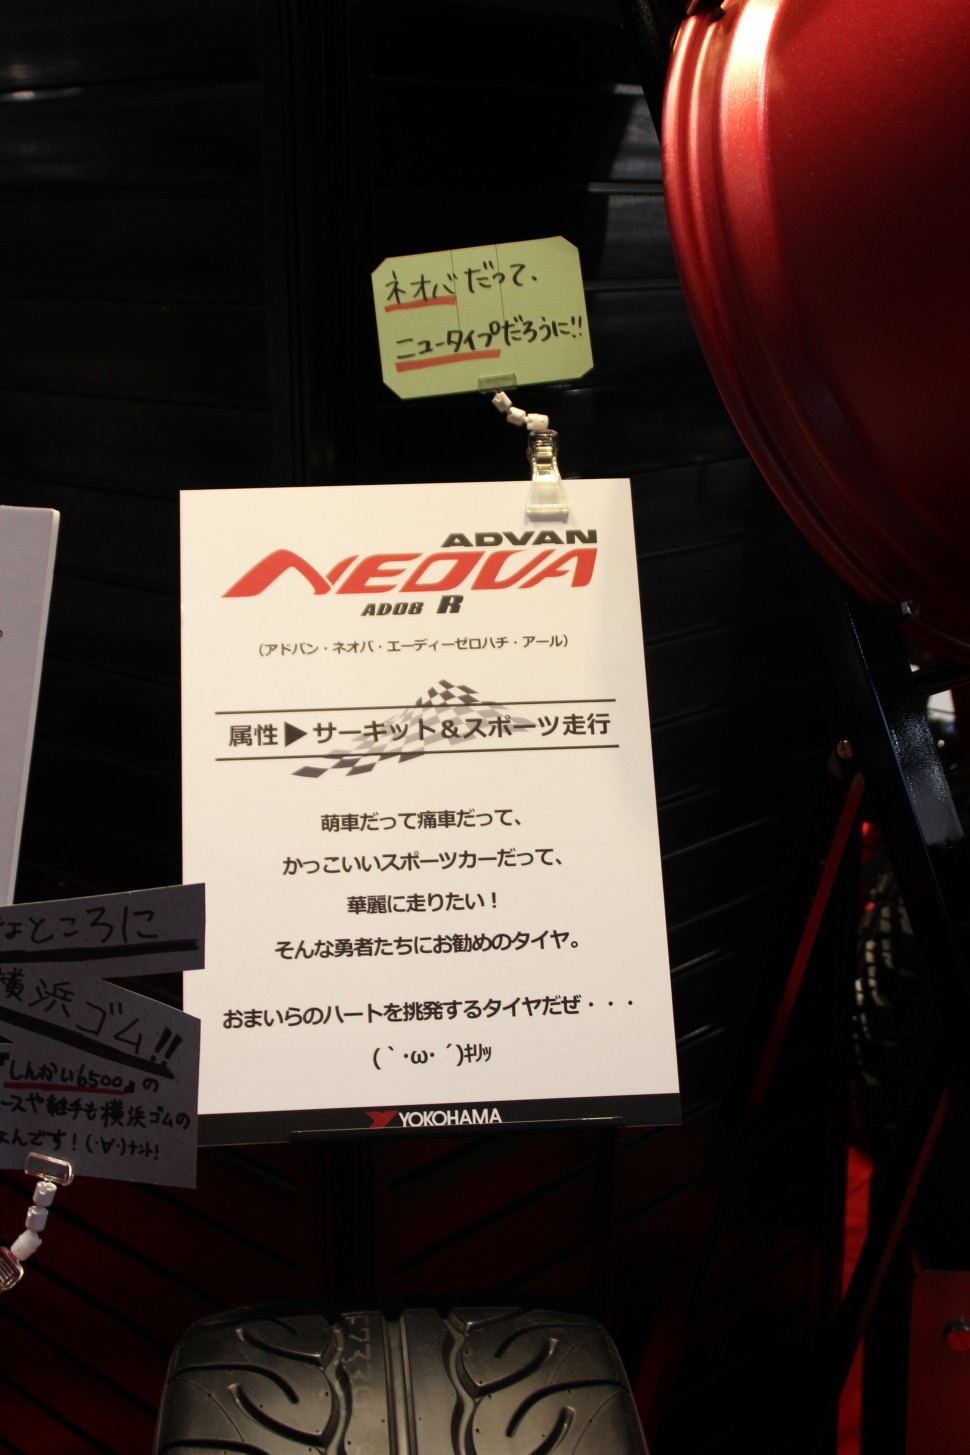 ネオバだって、
ニュータイプだろうに!!
ADVAN
NEOVA
AD08 R
（アドバン・ネオバ・エーディーゼロハチ・アール）
属性▶サーキット＆スポーツ走行
萌車だって痛車だって、
かっこいいスポーツカーだって、
華麗に走りたい！
そんな勇者たちにお勧めのタイヤ。
おまいらのハートを挑発するタイヤだぜ・・・
(｀･ω･´)ｷﾘｯ
YOKOHAMA
なところに
横浜ゴム!!
『しんかい6500』の
ースや継手も横浜ゴムの
なんです！(･∀･)ﾅﾝﾄ!